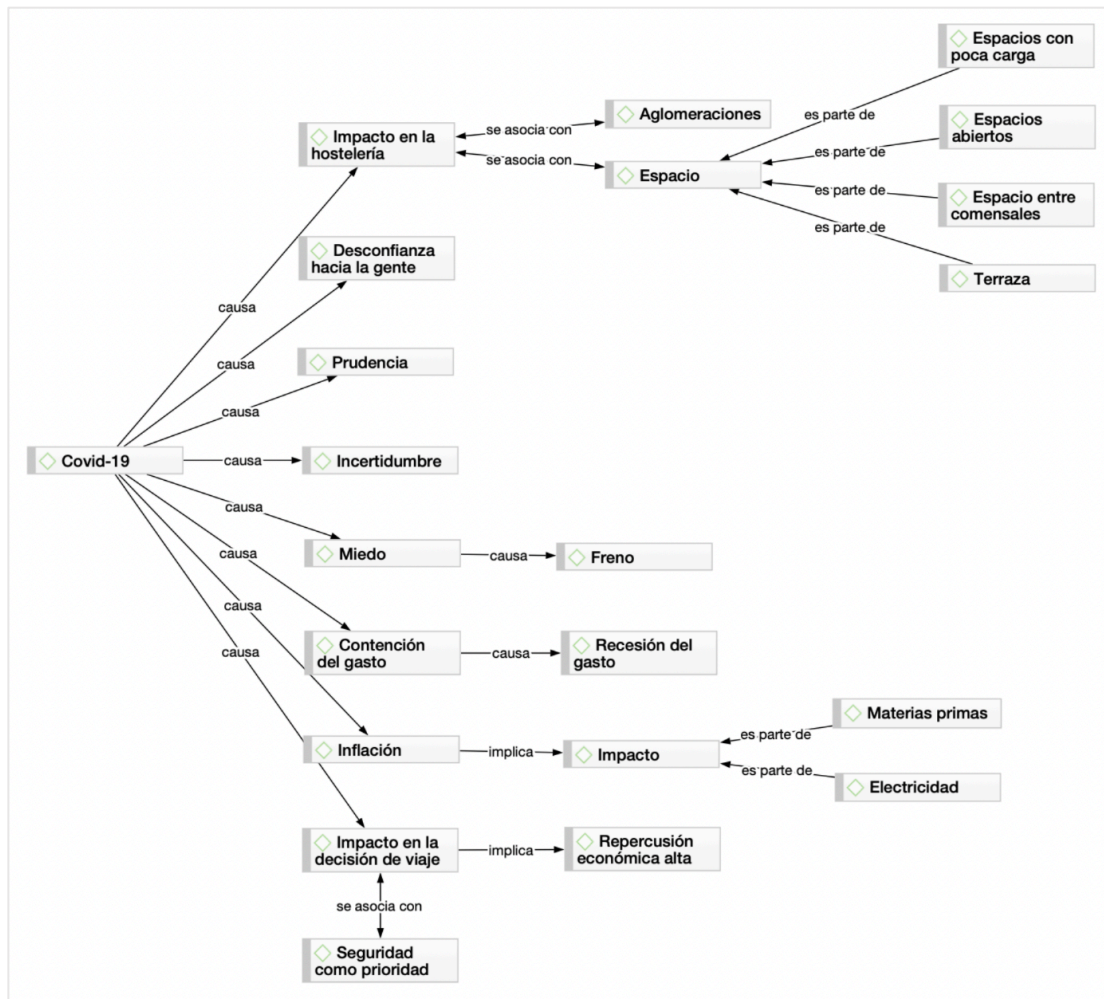 Espacios con
poca carga
es parte de
Aglomeraciones
se asocia con
Impacto en la
hostelería
Espacios
abiertos
es parte de
se asocia con
Espacio
es parte de
Espacio entre
comensales
es parte de
Terraza
Desconfianza
hacia la gente
causa
causa
Prudencia
causa
Covid-19
causa
Incertidumbre
causa
Miedo
causa
Freno
causa
causa
Contención
del gasto
causa
Recesión del
gasto
causa
Materias primas
es parte de
Inflación
implica
Impacto
es parte de
Electricidad
Impacto en la
decisión de viaje
implica
Repercusión
económica alta
se asocia con
Seguridad
como prioridad